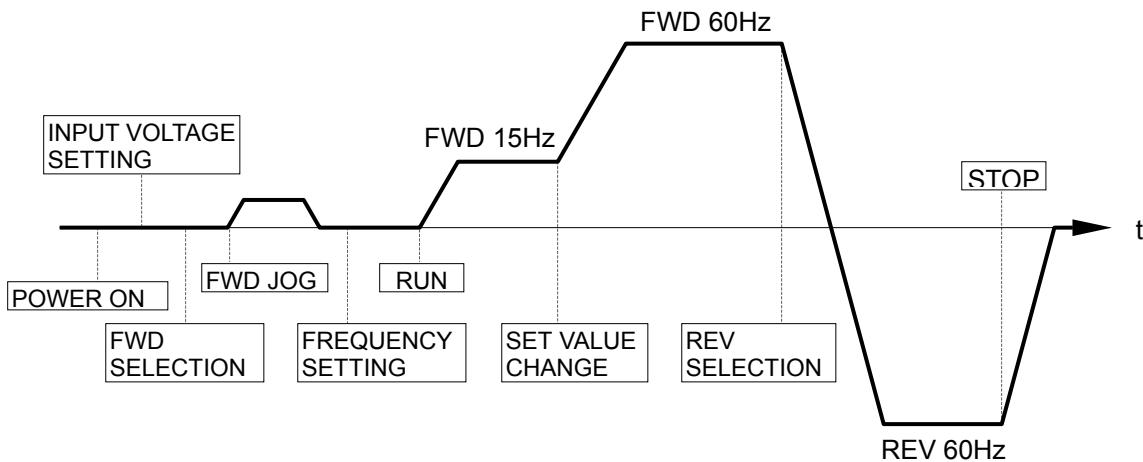 FWD 60Hz
INPUT VOLTAGE
SETTING
FWD 15Hz
STOP
t
POWER ON
FWD JOG
RUN
FWD
SELECTION
FREQUENCY
SETTING
SET VALUE
CHANGE
REV
SELECTION
REV 60Hz